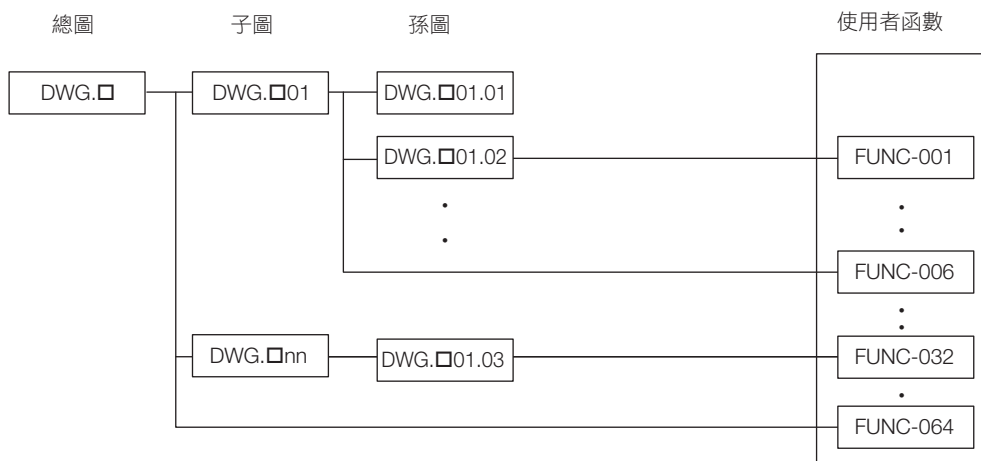 總圖 子圖 孫圖 使用者函數
DWG.□ DWG.□01 DWG.□01.01
DWG.□01.02 FUNC-001
FUNC-006
DWG.□nn DWG.□01.03 FUNC-032
FUNC-064